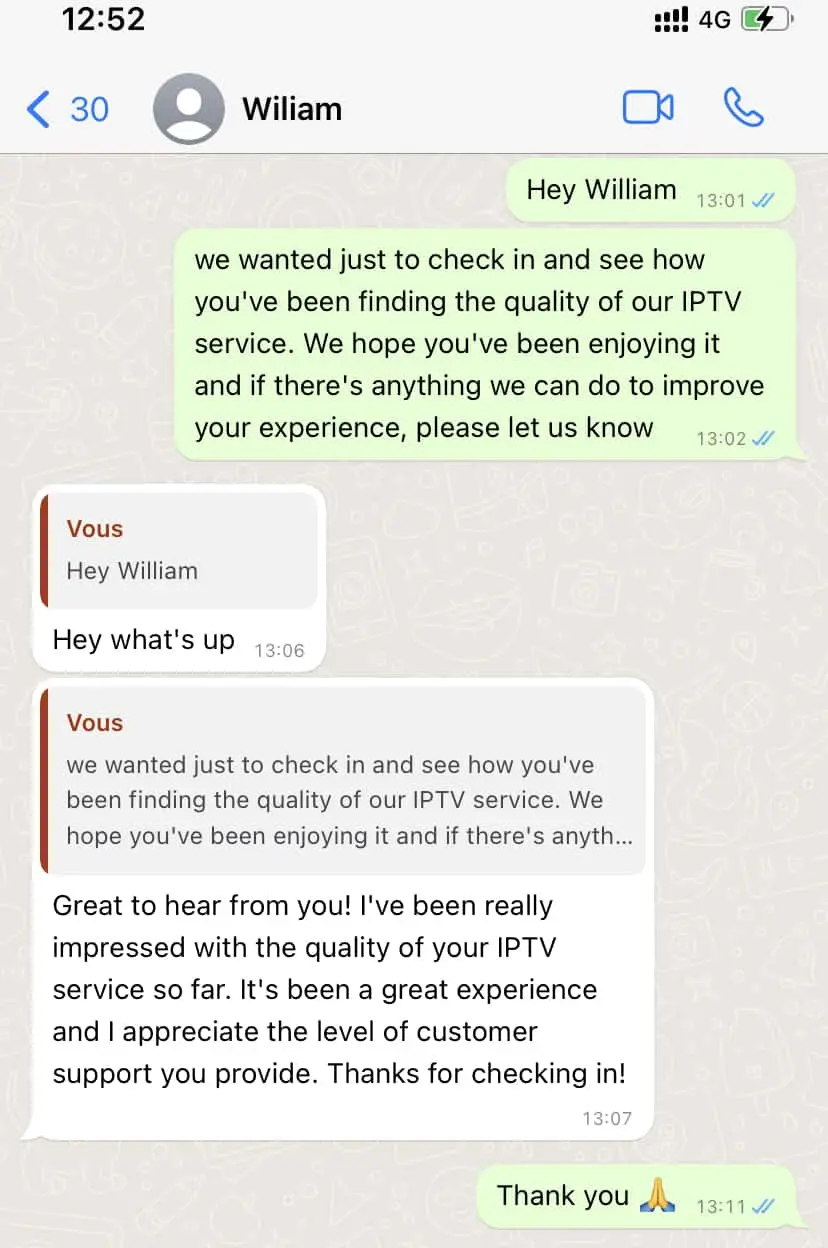 12:52
4G
30
Wiliam
Hey William
13:01
we wanted just to check in and see how
you've been finding the quality of our IPTV
service. We hope you've been enjoying it
and if there's anything we can do to improve
your experience, please let us know
13:02
Vous
Hey William
Hey what's up
13:06
Vous
we wanted just to check in and see how you've
been finding the quality of our IPTV service. We
hope you've been enjoying it and if there's anyth...
Great to hear from you! I've been really
impressed with the quality of your IPTV
service so far. It's been a great experience
and I appreciate the level of customer
support you provide. Thanks for checking in!
13:07
Thank you 🙏
13:11